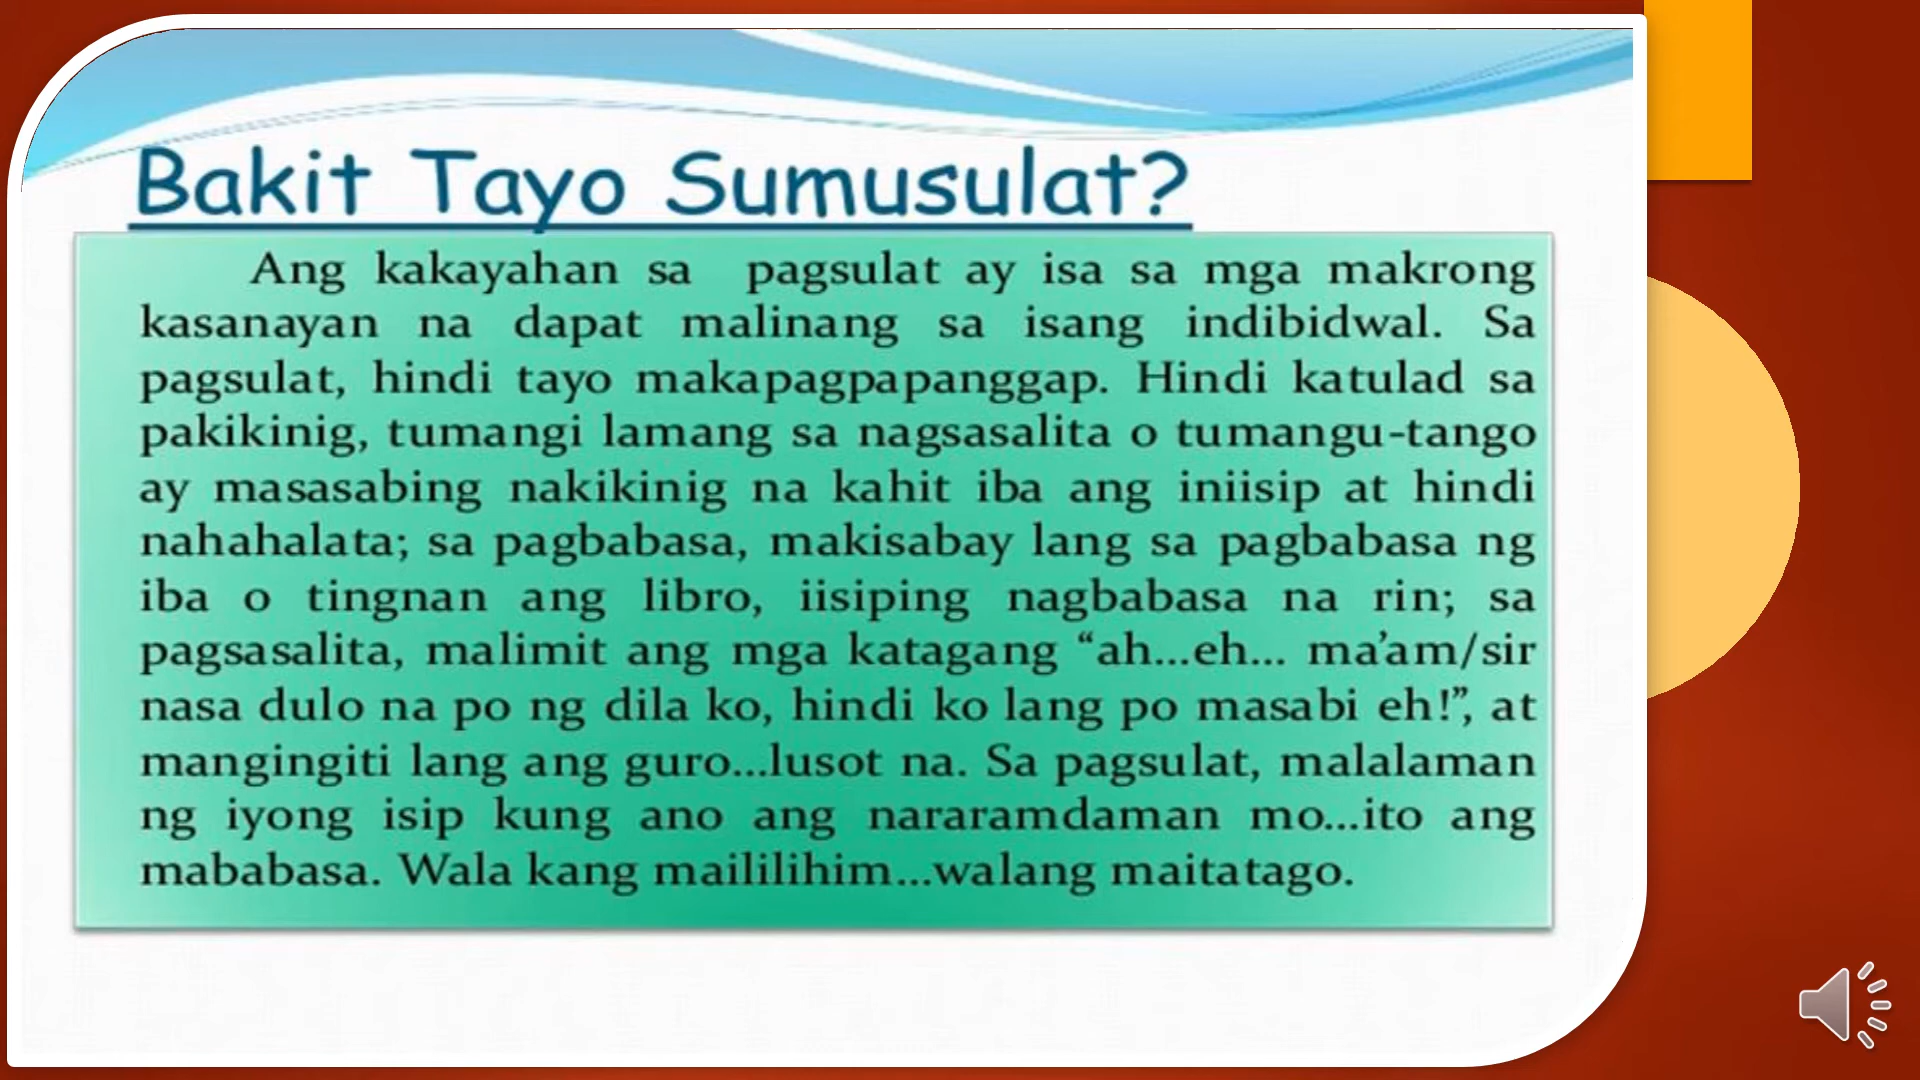 Bakit Tayo Sumusulat?
Ang kakayahan sa pagsulat ay isa sa mga makrong
kasanayan na dapat malinang sa isang indibidwal. Sa
pagsulat, hindi tayo makapagpapanggap. Hindi katulad sa
pakikinig, tumangi lamang sa nagsasalita o tumangu-tango
ay masasabing nakikinig na kahit iba ang iniisip at hindi
nahahalata; sa pagbabasa, makisabay lang sa pagbabasa ng
iba o tingnan ang libro, iisiping nagbabasa na rin; sa
pagsasalita, malimit ang mga katagang “ah...eh... ma’am/sir
nasa dulo na po ng dila ko, hindi ko lang po masabi eh!”, at
mangingiti lang ang guro...lusot na. Sa pagsulat, malalaman
ng iyong isip kung ano ang nararamdaman mo...ito ang
mababasa. Wala kang maililihim...walang maitatago.